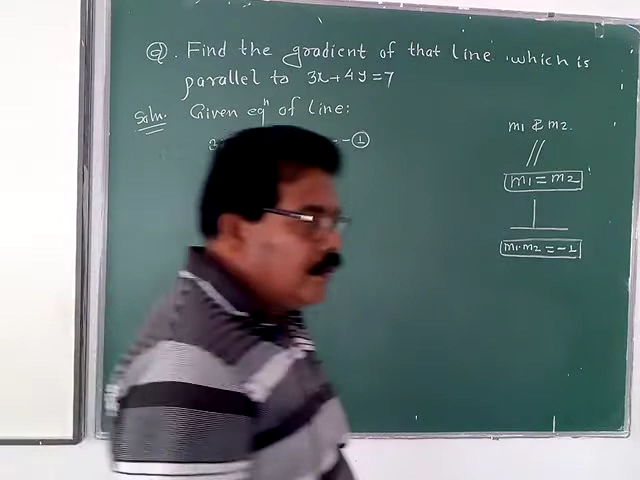 Q. Find the gradient of that line which is
parallel to 3x+4y=7
Soln. Given eqⁿ of line:
--①
m1 & m2.
//
m1 = m2
⊥
m1.m2 = -1